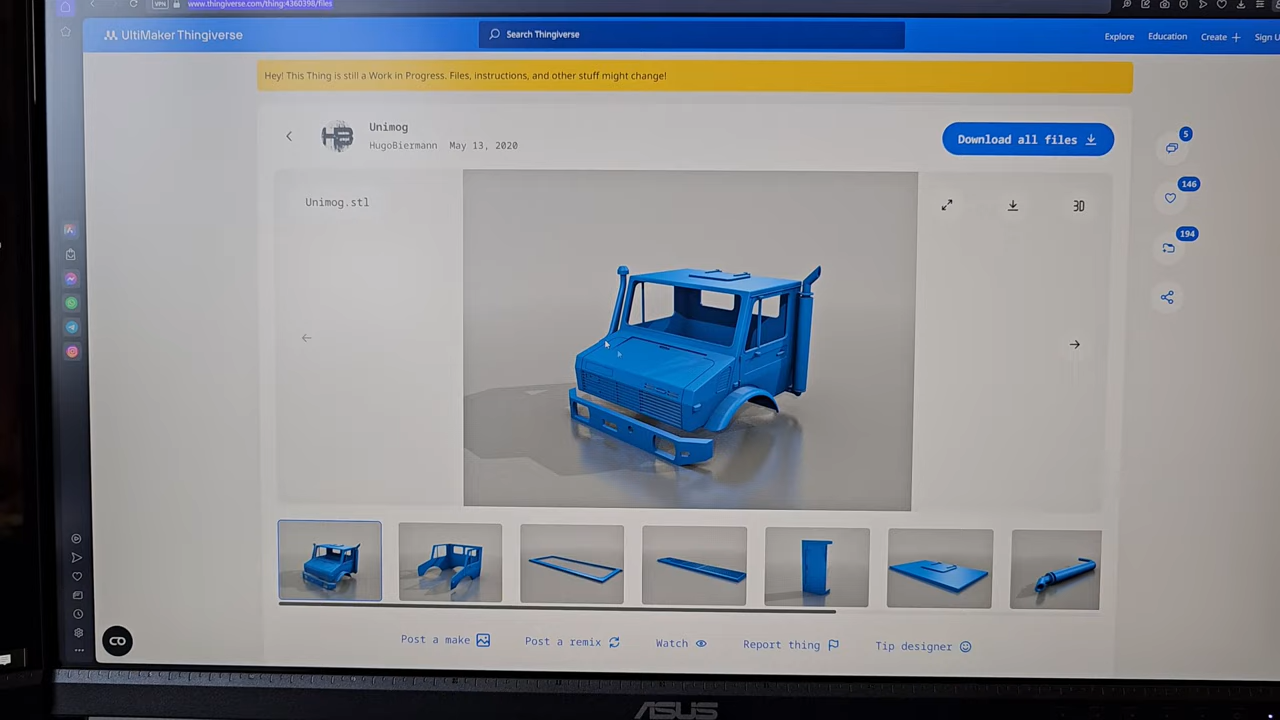 VPN www.thingiverse.com/thing:4360398/files
UltiMaker Thingiverse
Search Thingiverse
Explore
Education
Create +
Sign U
Hey! This Thing is still a Work in Progress. Files, instructions, and other stuff might change!
Unimog
HugoBiermann May 13, 2020
Download all files
5
146
194
Unimog.stl
3D
Post a make
Post a remix
Watch
Report thing
Tip designer
ASUS